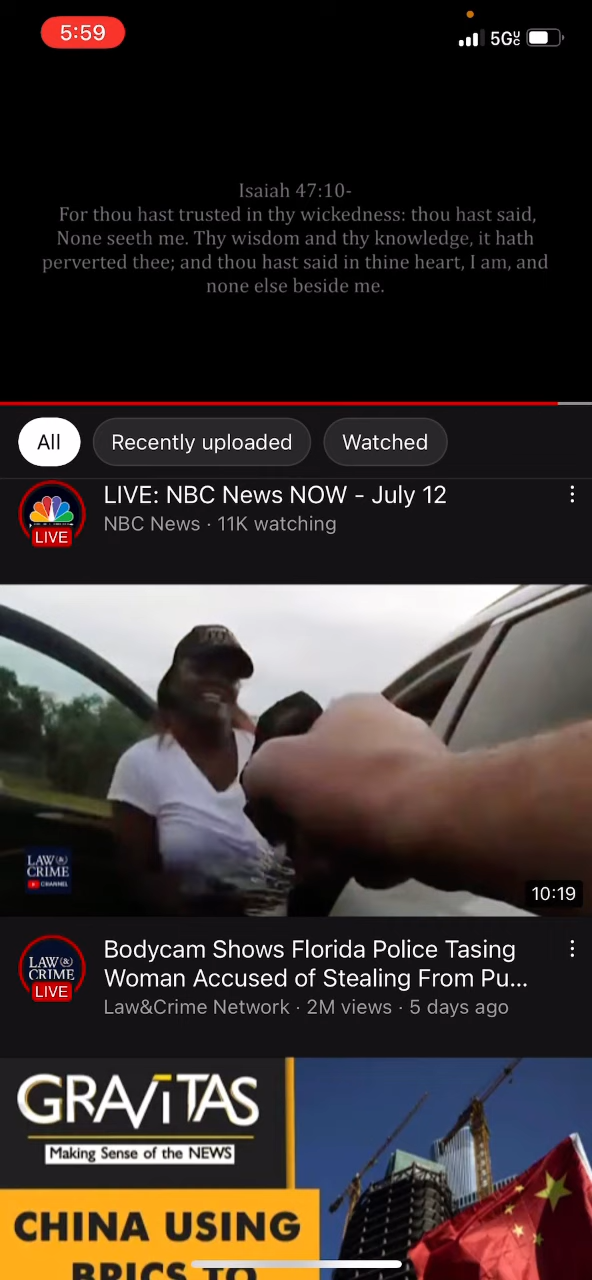 5:59
5G
Isaiah 47:10-
For thou hast trusted in thy wickedness: thou hast said,
None seeth me. Thy wisdom and thy knowledge, it hath
perverted thee; and thou hast said in thine heart, I am, and
none else beside me.
All
Recently uploaded
Watched
LIVE: NBC News NOW - July 12
NBC News · 11K watching
LIVE
LAW &
CRIME
CHANNEL
10:19
LAW &
CRIME
LIVE
Bodycam Shows Florida Police Tasing
Woman Accused of Stealing From Pu...
Law&Crime Network · 2M views · 5 days ago
GRAVITAS
Making Sense of the NEWS
CHINA USING
BRICS TO